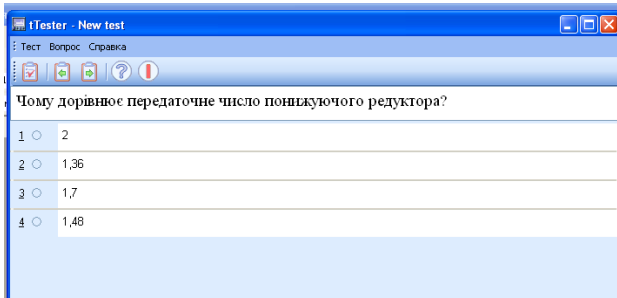 tTester - New test
Тест Вопрос Справка
Чому дорівнює передаточне число понижуючого редуктора?
1 2
2 1,36
3 1,7
4 1,48